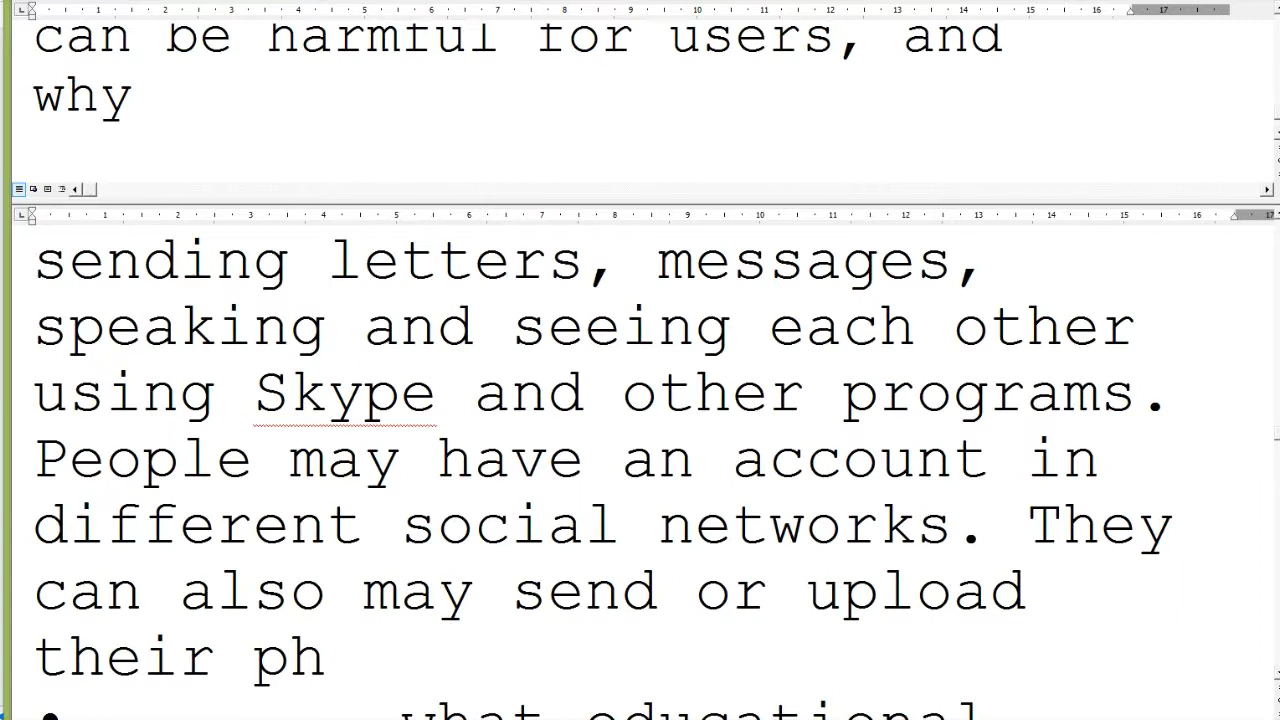 can be harmful for users, and
why
sending letters, messages,
speaking and seeing each other
using Skype and other programs.
People may have an account in
different social networks. They
can also may send or upload
their ph
• what educational